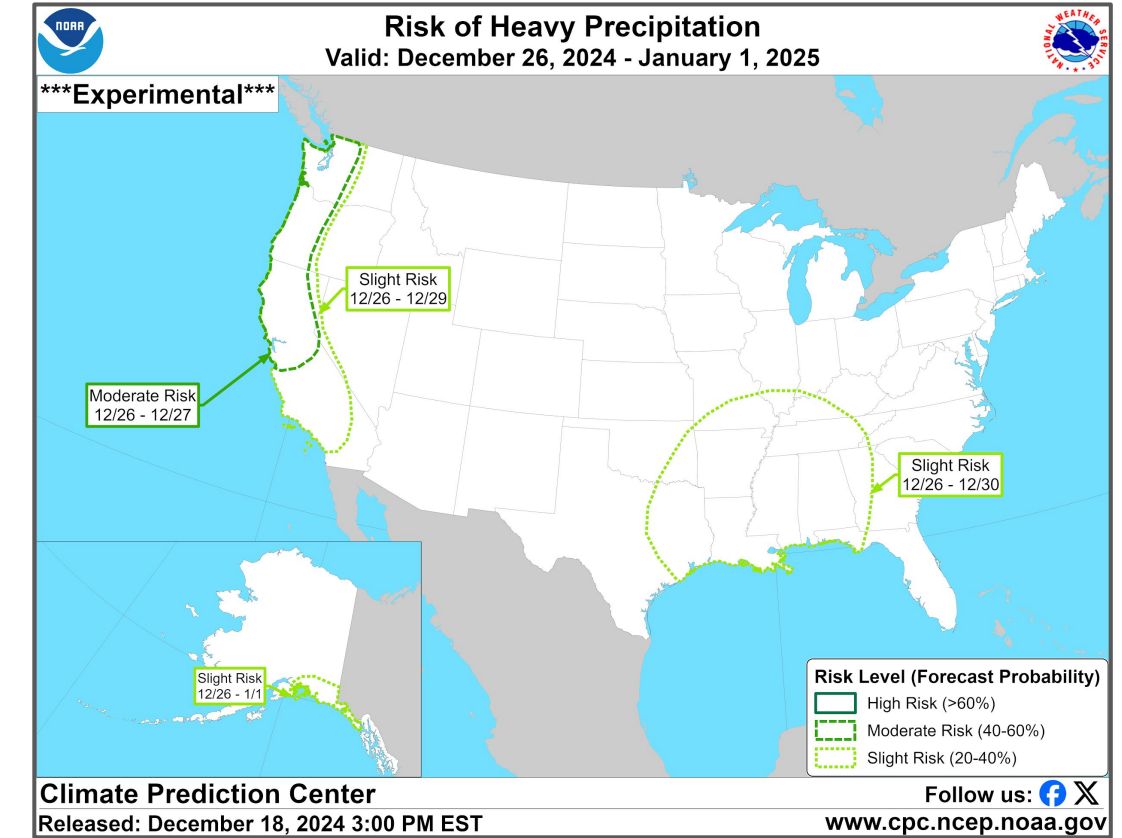 NOAA
Risk of Heavy Precipitation
Valid: December 26, 2024 - January 1, 2025
NATIONAL WEATHER SERVICE
***Experimental***
Slight Risk
12/26 - 12/29
Moderate Risk
12/26 - 12/27
Slight Risk
12/26 - 12/30
Slight Risk
12/26 - 1/1
Risk Level (Forecast Probability)
High Risk (>60%)
Moderate Risk (40-60%)
Slight Risk (20-40%)
Climate Prediction Center
Follow us:
Released: December 18, 2024 3:00 PM EST
www.cpc.ncep.noaa.gov